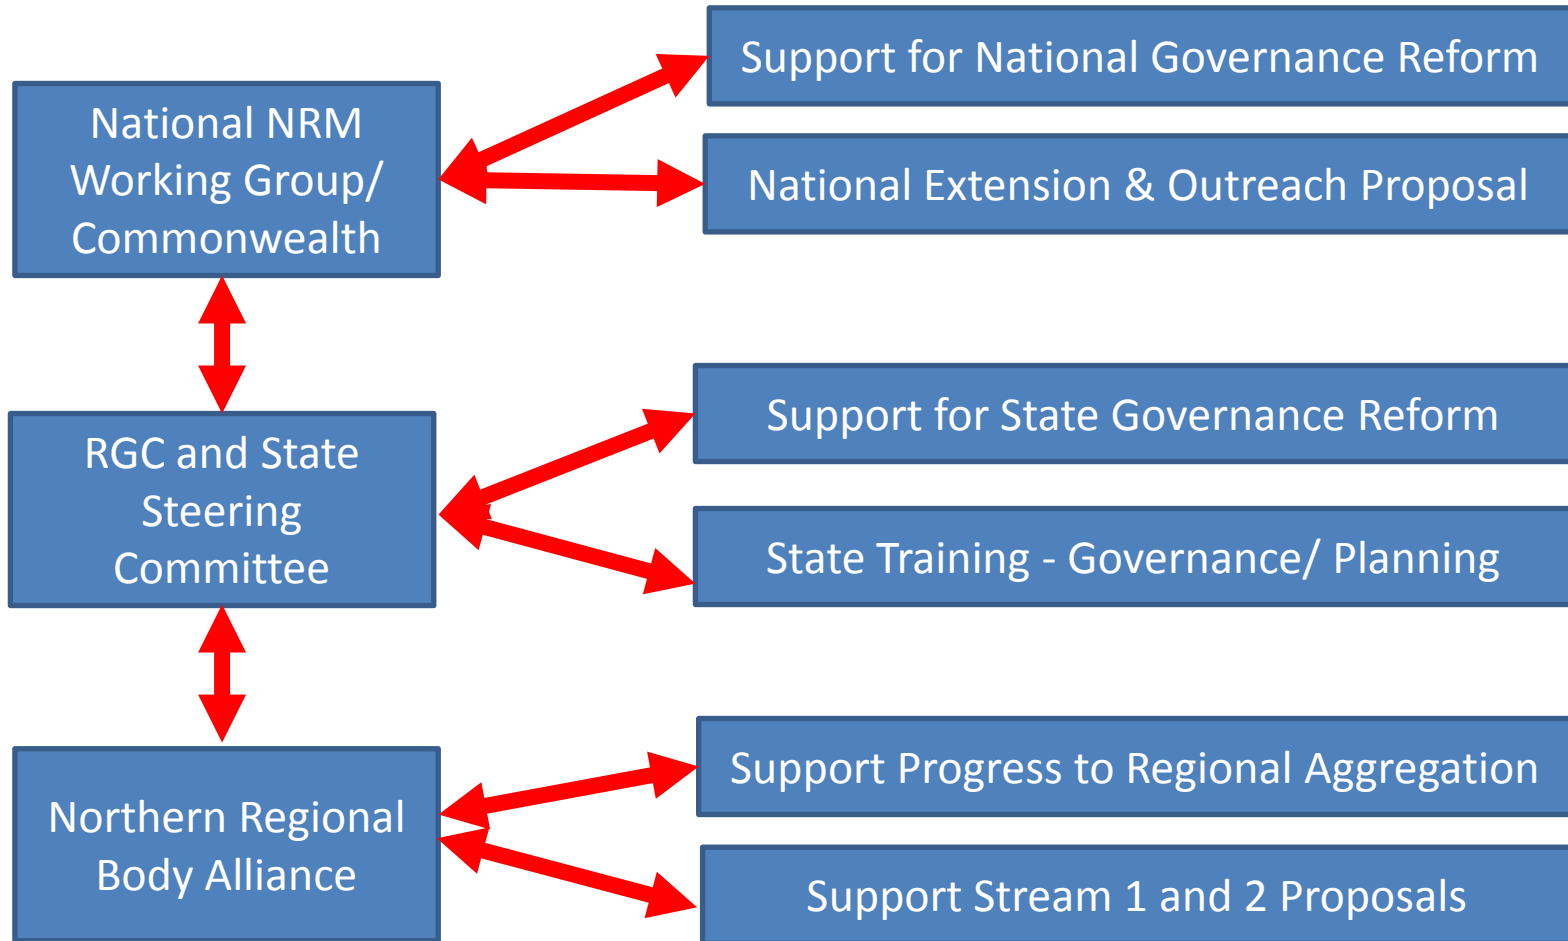 National NRM
Working Group/
Commonwealth
Support for National Governance Reform
National Extension & Outreach Proposal
RGC and State
Steering
Committee
Support for State Governance Reform
State Training - Governance/ Planning
Northern Regional
Body Alliance
Support Progress to Regional Aggregation
Support Stream 1 and 2 Proposals